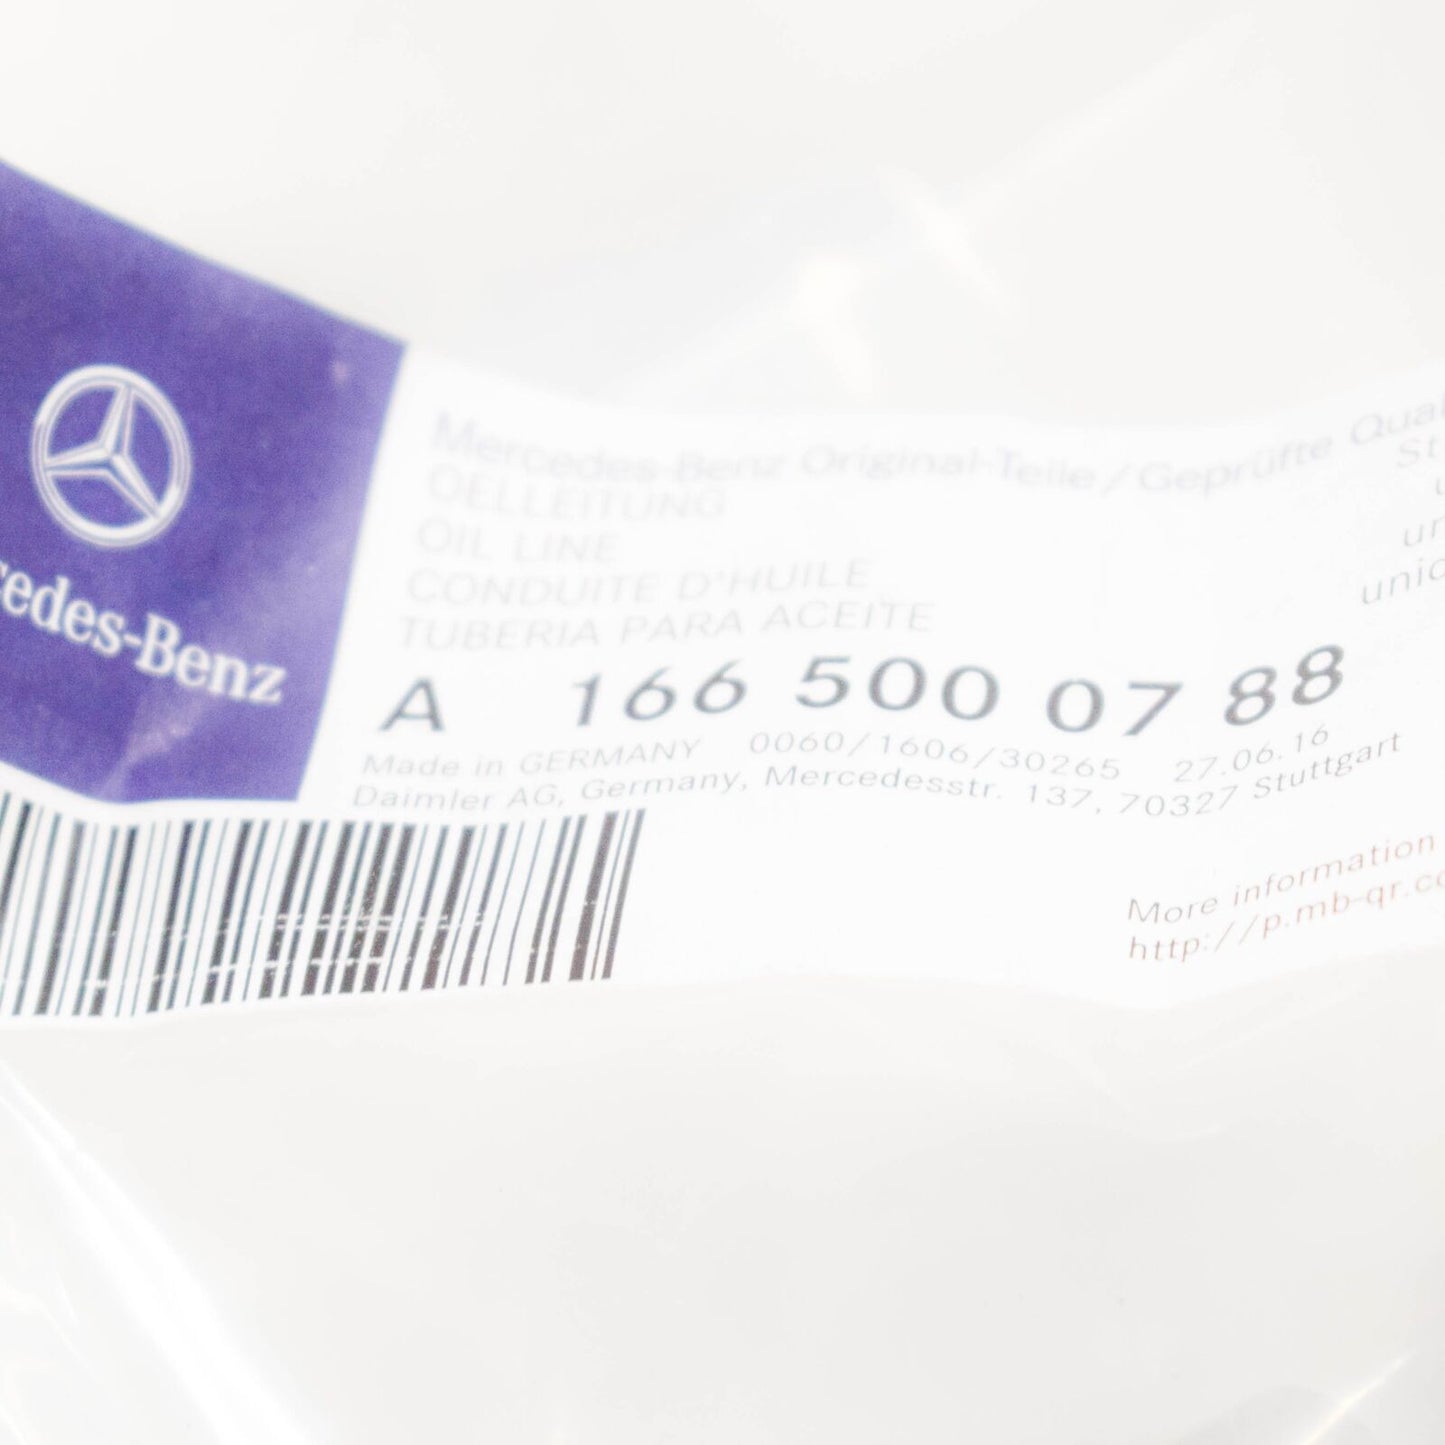 Mercedes-Benz
Mercedes-Benz Original-Teile/Geprüfte
OELLEITUNG
OIL LINE
CONDUITE D'HUILE
TUBERIA PARA ACEITE
A 166 500 07 88
Made in GERMANY 0060/1606/30265 27.06.16
Daimler AG, Germany, Mercedesstr. 137, 70327 Stuttgart
More information
http://p.mb-qr.co